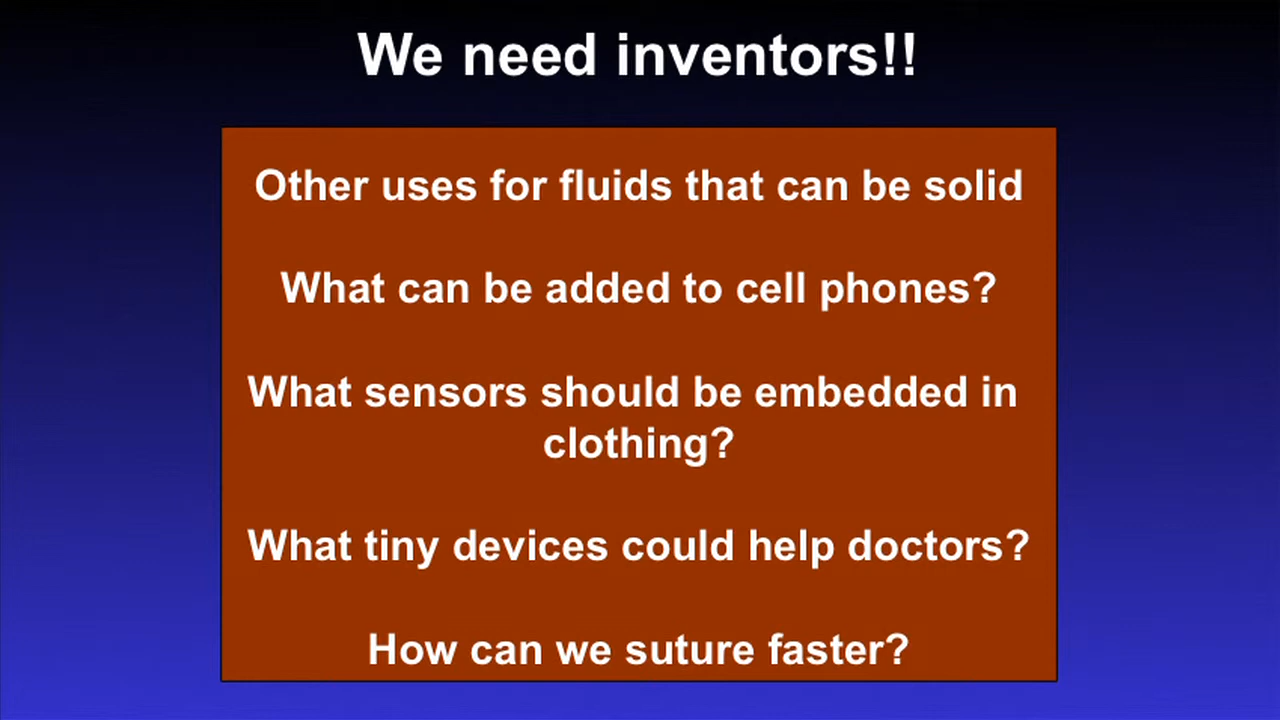 We need inventors!!
Other uses for fluids that can be solid
What can be added to cell phones?
What sensors should be embedded in
clothing?
What tiny devices could help doctors?
How can we suture faster?